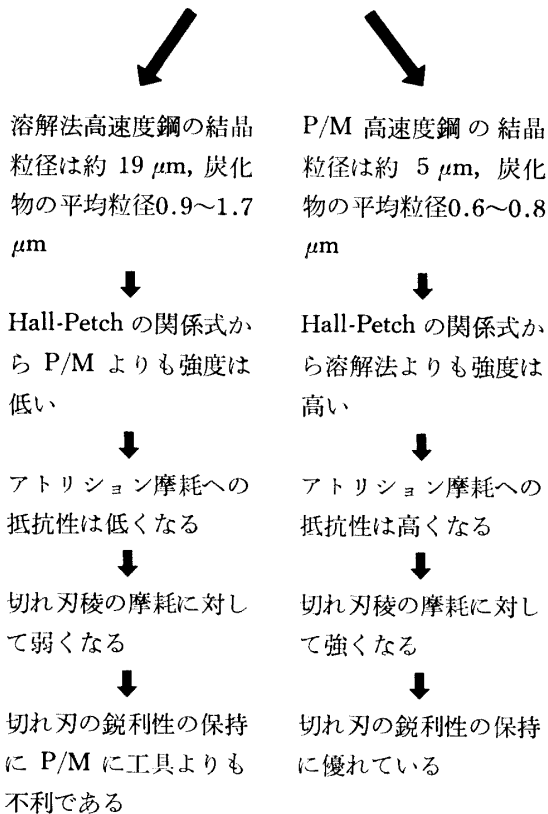 溶解法高速度鋼の結晶
粒径は約 19 μm, 炭化
物の平均粒径0.9〜1.7
μm
Hall-Petch の関係式か
ら P/M よりも強度は
低い
アトリション摩耗への
抵抗性は低くなる
切れ刃稜の摩耗に対し
て弱くなる
切れ刃の鋭利性の保持
に P/M に工具よりも
不利である
P/M 高速度鋼の結晶
粒径は約 5 μm, 炭化
物の平均粒径0.6〜0.8
μm
Hall-Petch の関係式か
ら溶解法よりも強度は
高い
アトリション摩耗への
抵抗性は高くなる
切れ刃稜の摩耗に対し
て強くなる
切れ刃の鋭利性の保持
に優れている